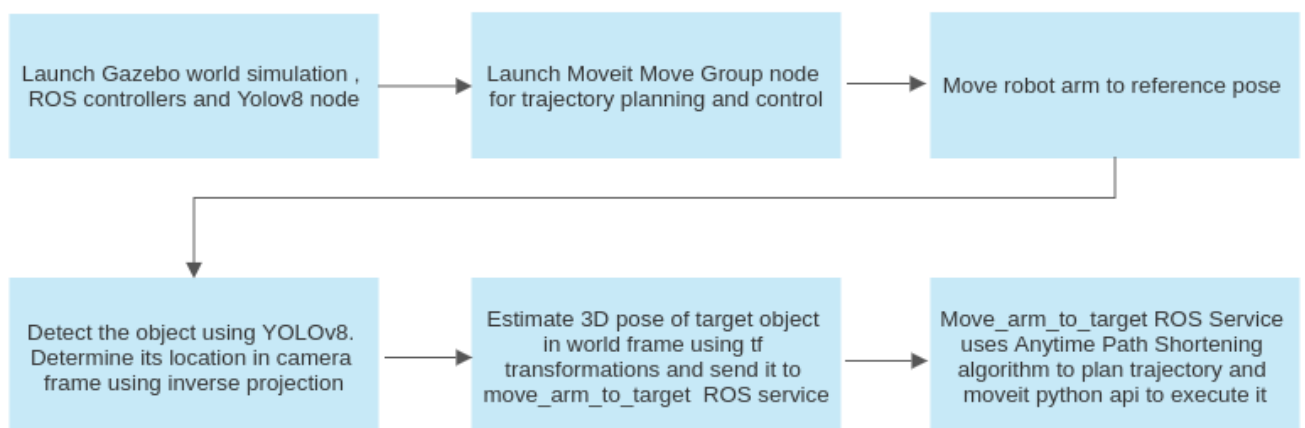 Launch Gazebo world simulation ,
ROS controllers and Yolov8 node
Launch Moveit Move Group node
for trajectory planning and control
Move robot arm to reference pose
Detect the object using YOLOv8.
Determine its location in camera
frame using inverse projection
Estimate 3D pose of target object
in world frame using tf
transformations and send it to
move_arm_to_target ROS service
Move_arm_to_target ROS Service
uses Anytime Path Shortening
algorithm to plan trajectory and
moveit python api to execute it